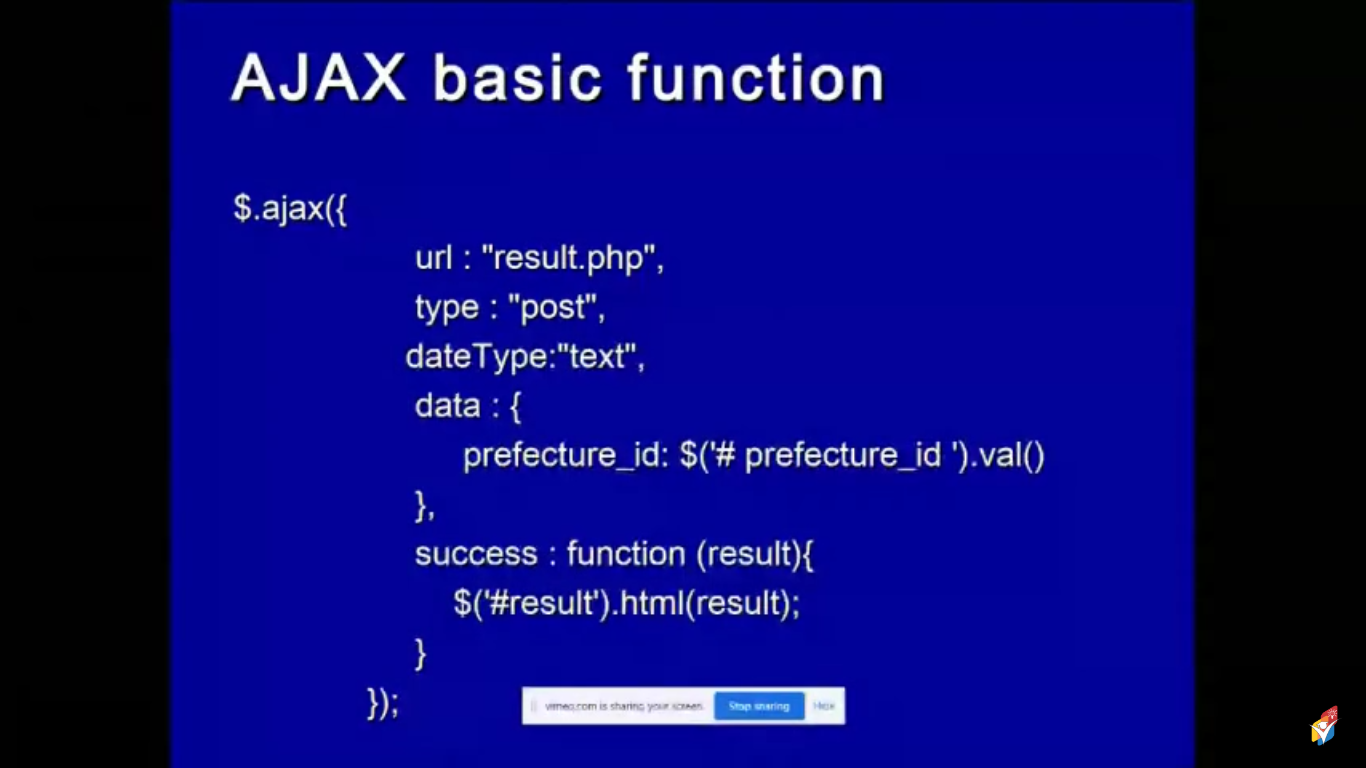 AJAX basic function
$.ajax({
url : "result.php",
type : "post",
dateType:"text",
data : {
prefecture_id: $('# prefecture_id ').val()
},
success : function (result){
$('#result').html(result);
}
});
vimeo.com is sharing your screen. Stop sharing Hide